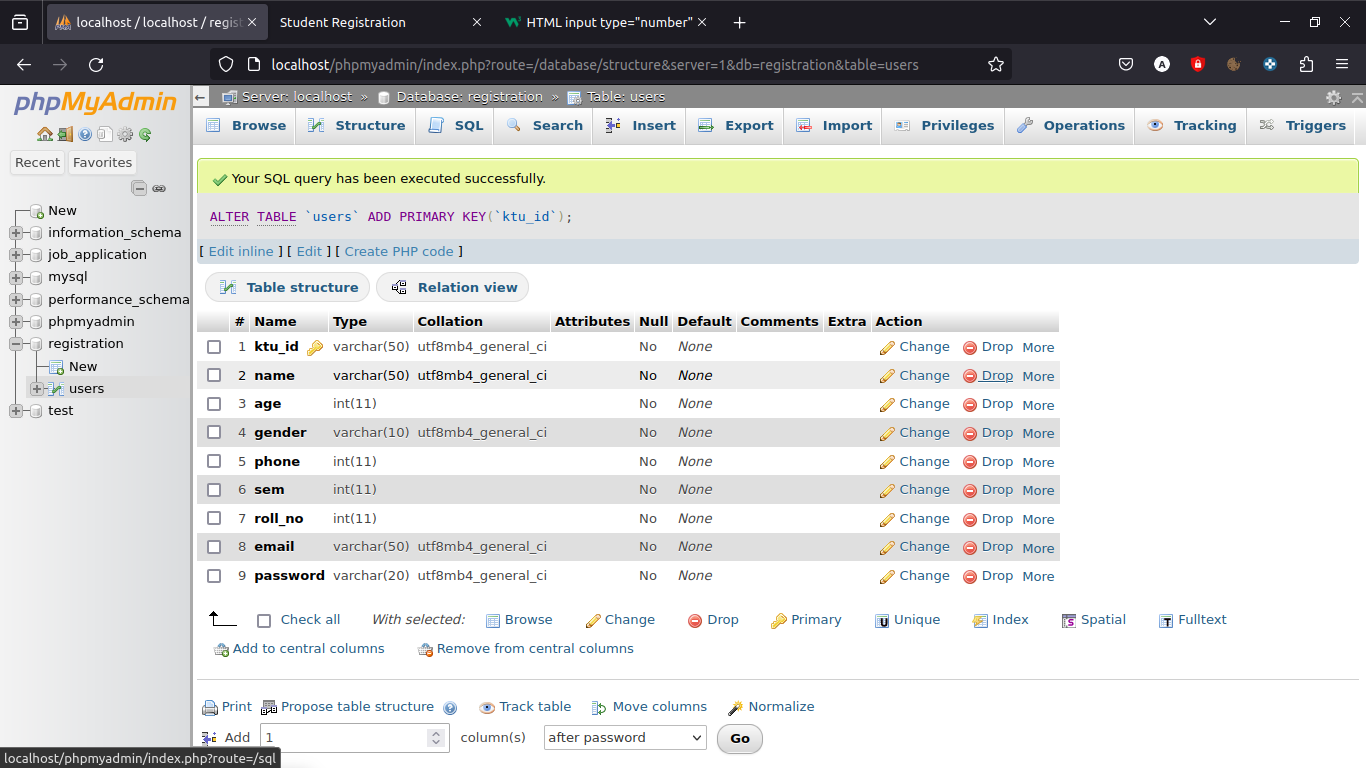 localhost / localhost / regist
Student Registration
HTML input type="number"
localhost/phpmyadmin/index.php?route=/database/structure&server=1&db=registration&table=users
phpMyAdmin
Recent
Favorites
New
information_schema
job_application
mysql
performance_schema
phpmyadmin
registration
New
users
test
Server: localhost » Database: registration » Table: users
Browse Structure SQL Search Insert Export Import Privileges Operations Tracking Triggers
Your SQL query has been executed successfully.
ALTER TABLE `users` ADD PRIMARY KEY(`ktu_id`);
[ Edit inline ] [ Edit ] [ Create PHP code ]
Table structure Relation view
# Name Type Collation Attributes Null Default Comments Extra Action
1 ktu_id varchar(50) utf8mb4_general_ci No None Change Drop More
2 name varchar(50) utf8mb4_general_ci No None Change Drop More
3 age int(11) No None Change Drop More
4 gender varchar(10) utf8mb4_general_ci No None Change Drop More
5 phone int(11) No None Change Drop More
6 sem int(11) No None Change Drop More
7 roll_no int(11) No None Change Drop More
8 email varchar(50) utf8mb4_general_ci No None Change Drop More
9 password varchar(20) utf8mb4_general_ci No None Change Drop More
Check all With selected: Browse Change Drop Primary Unique Index Spatial Fulltext
Add to central columns Remove from central columns
Print Propose table structure Track table Move columns Normalize
Add 1 column(s) after password Go
localhost/phpmyadmin/index.php?route=/sql